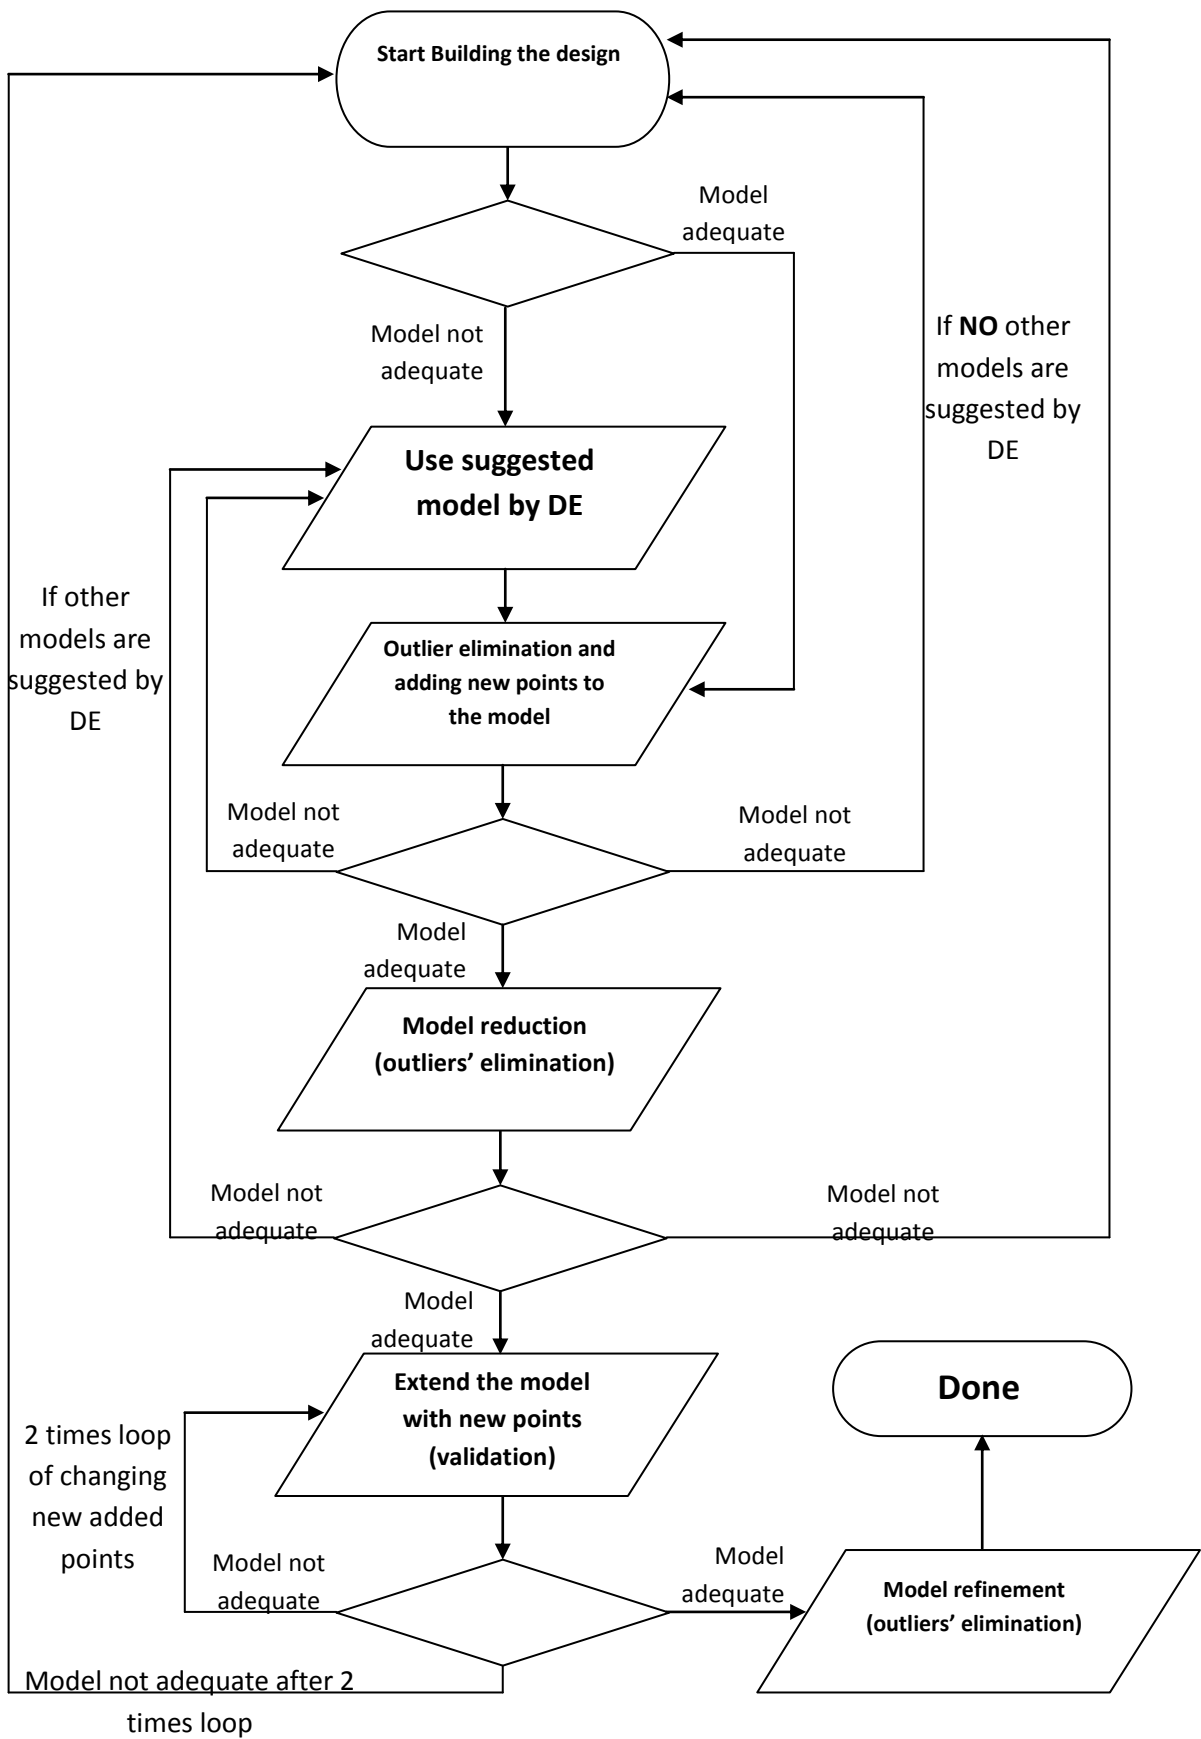 Start Building the design
Model
adequate
Model not
adequate
If NO other
models are
suggested by
DE
Use suggested
model by DE
If other
models are
suggested by
DE
Outlier elimination and
adding new points to
the model
Model not
adequate
Model not
adequate
Model
adequate
Model reduction
(outliers’ elimination)
Model not
adequate
Model not
adequate
Model
adequate
Extend the model
with new points
(validation)
Done
2 times loop
of changing
new added
points
Model not
adequate
Model
adequate
Model refinement
(outliers’ elimination)
Model not adequate after 2
times loop